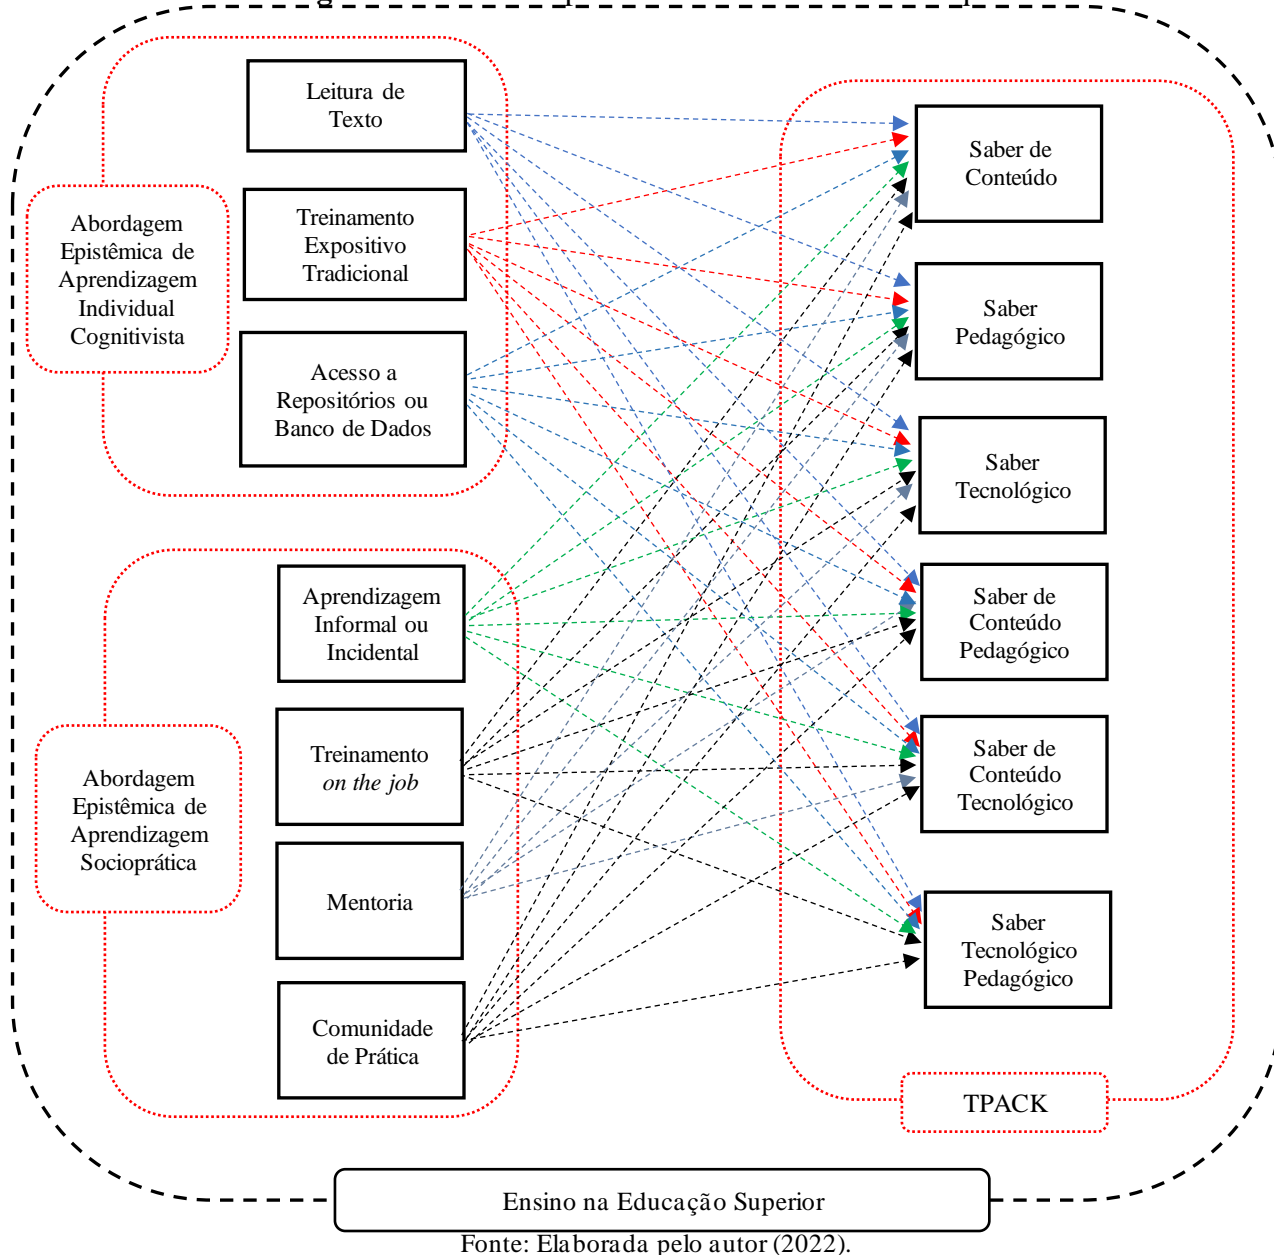 Leitura de
Texto
Treinamento
Expositivo
Tradicional
Acesso a
Repositórios ou
Banco de Dados
Abordagem
Epistêmica de
Aprendizagem
Individual
Cognitivista
Aprendizagem
Informal ou
Incidental
Treinamento
on the job
Mentoria
Comunidade
de Prática
Abordagem
Epistêmica de
Aprendizagem
Socioprática
Saber de
Conteúdo
Saber
Pedagógico
Saber
Tecnológico
Saber de
Conteúdo
Pedagógico
Saber de
Conteúdo
Tecnológico
Saber
Tecnológico
Pedagógico
TPACK
Ensino na Educação Superior
Fonte: Elaborada pelo autor (2022).